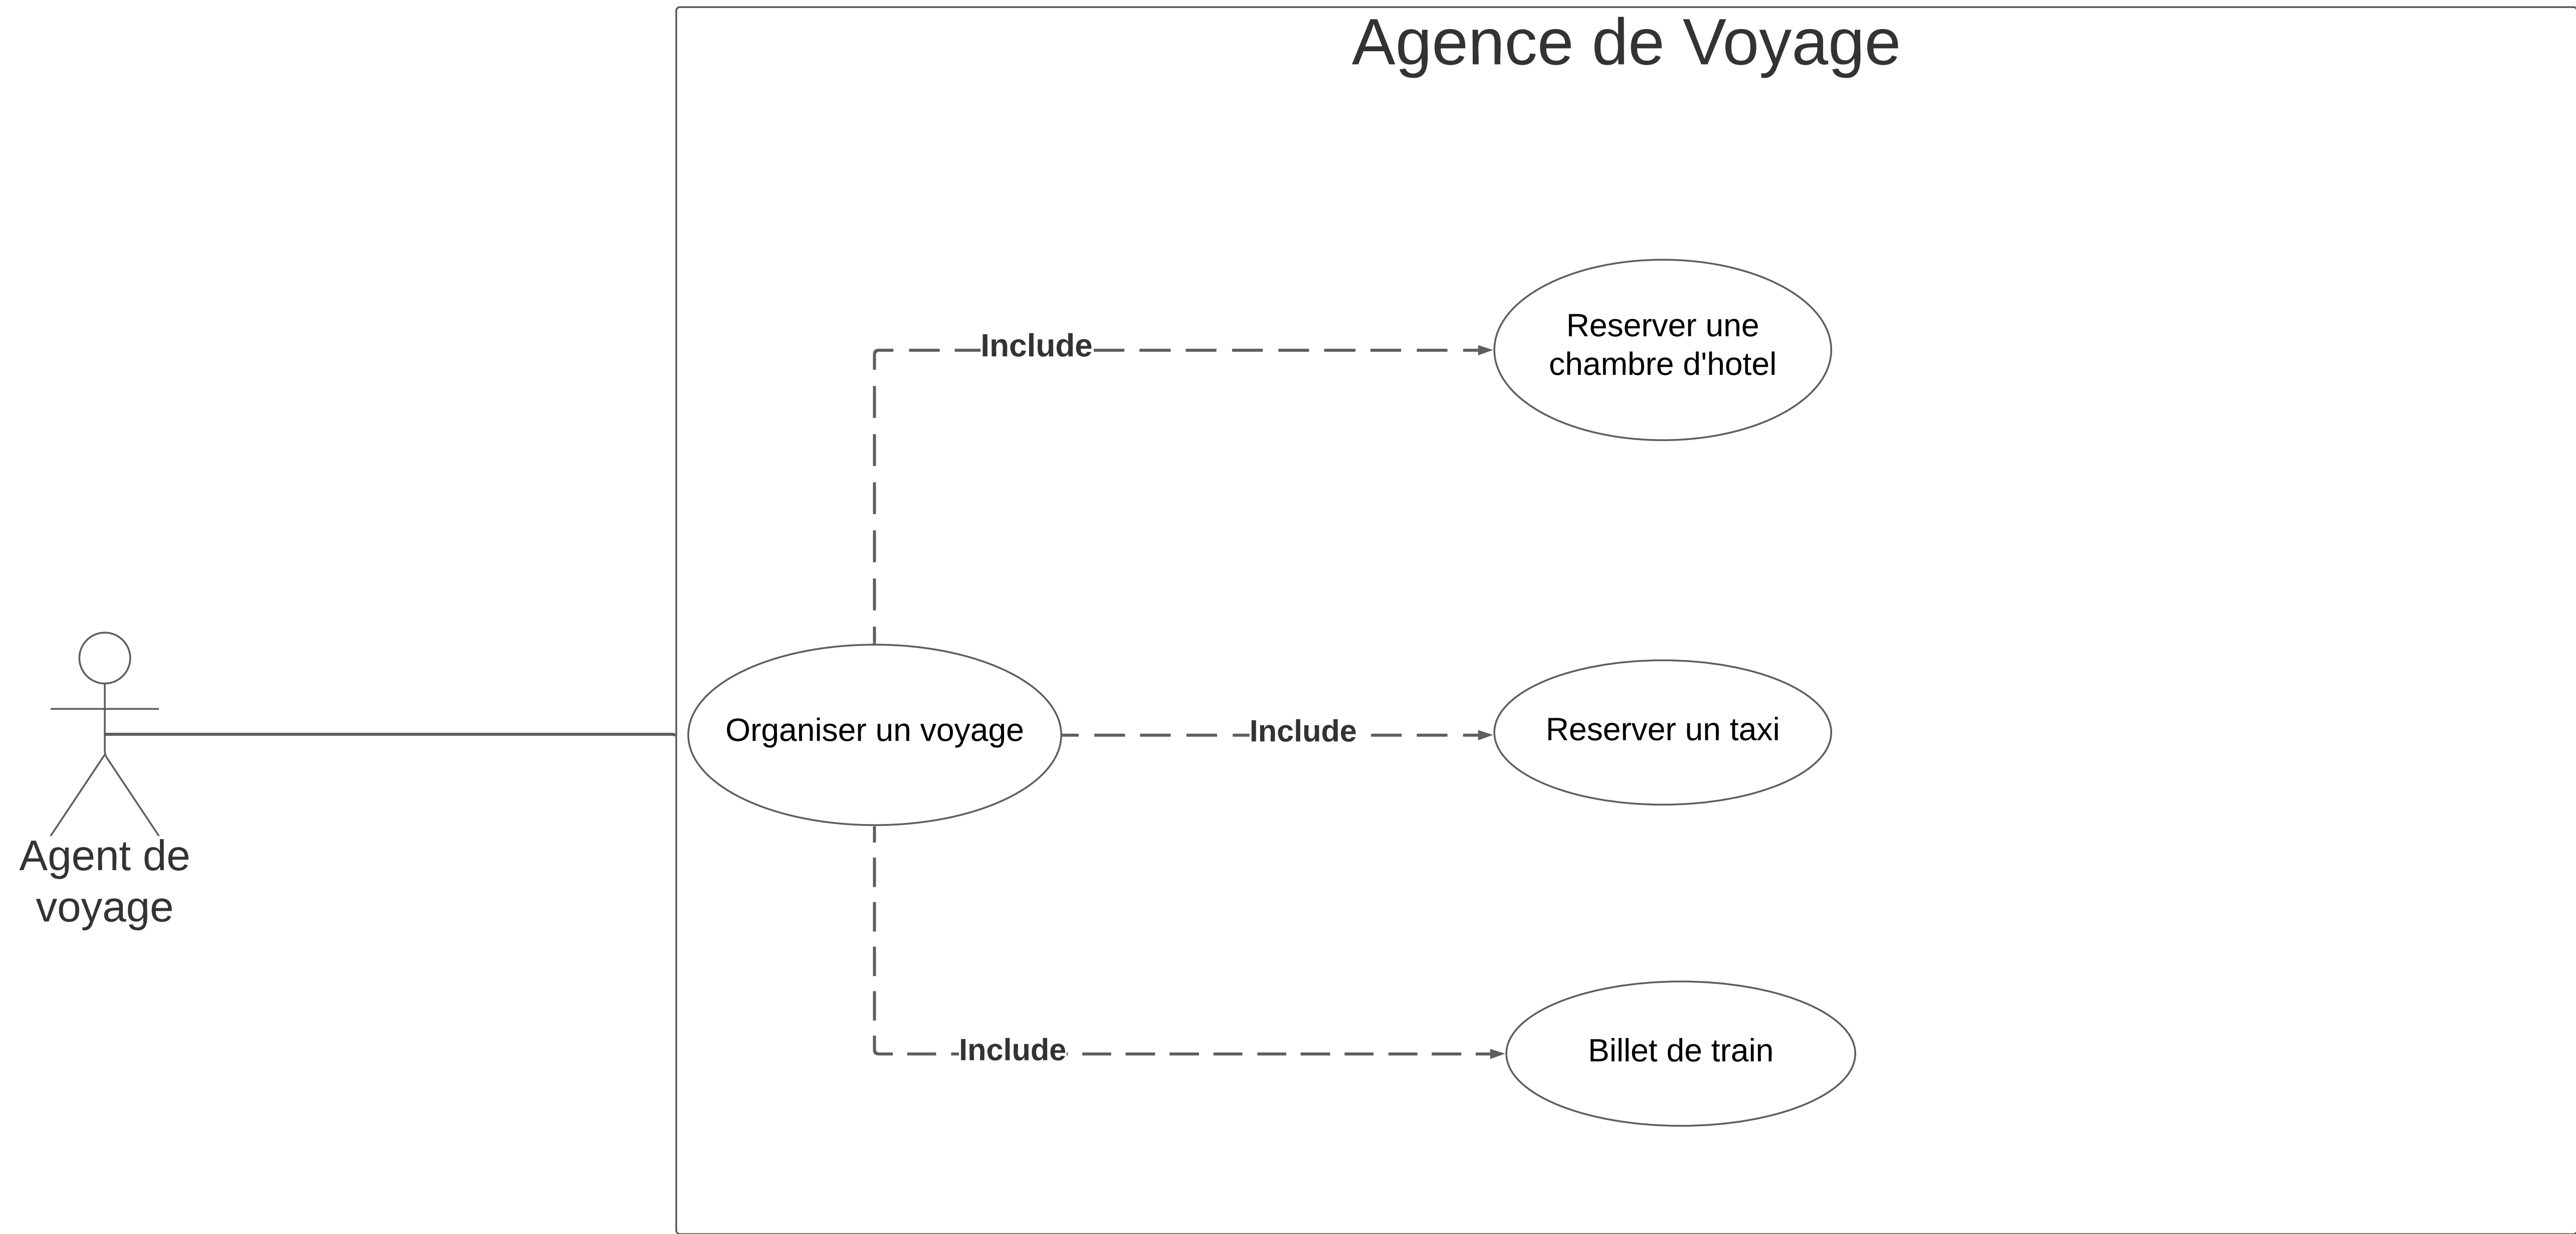 Agence de Voyage
Reserver une
chambre d'hotel
Include
Organiser un voyage
Include
Reserver un taxi
Agent de
voyage
Include
Billet de train